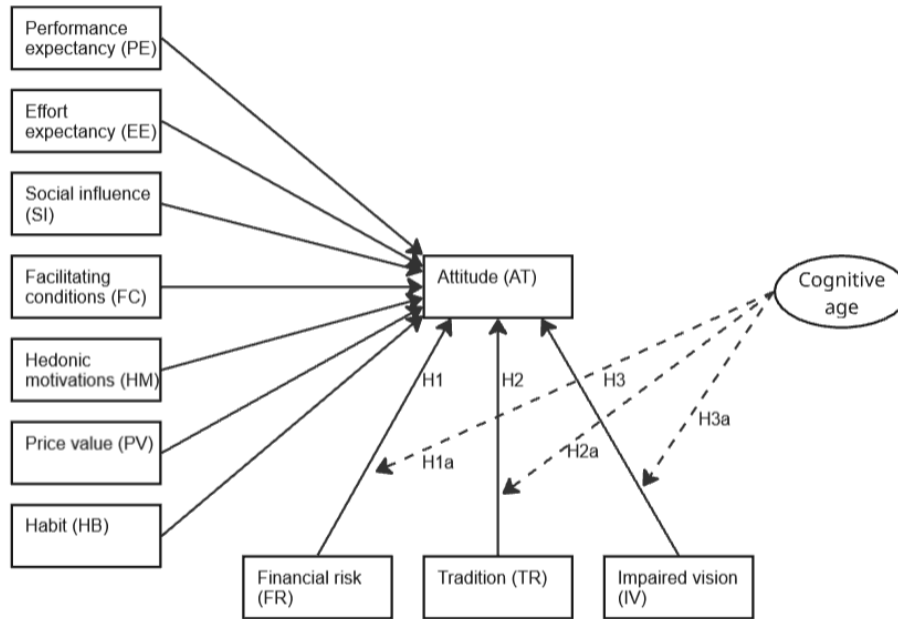 Performance
expectancy (PE)
Effort
expectancy (EE)
Social influence
(SI)
Facilitating
conditions (FC)
Hedonic
motivations (HM)
Price value (PV)
Habit (HB)
Attitude (AT)
Cognitive
age
H1
H2
H3
H3a
H1a
H2a
Financial risk
(FR)
Tradition (TR)
Impaired vision
(IV)